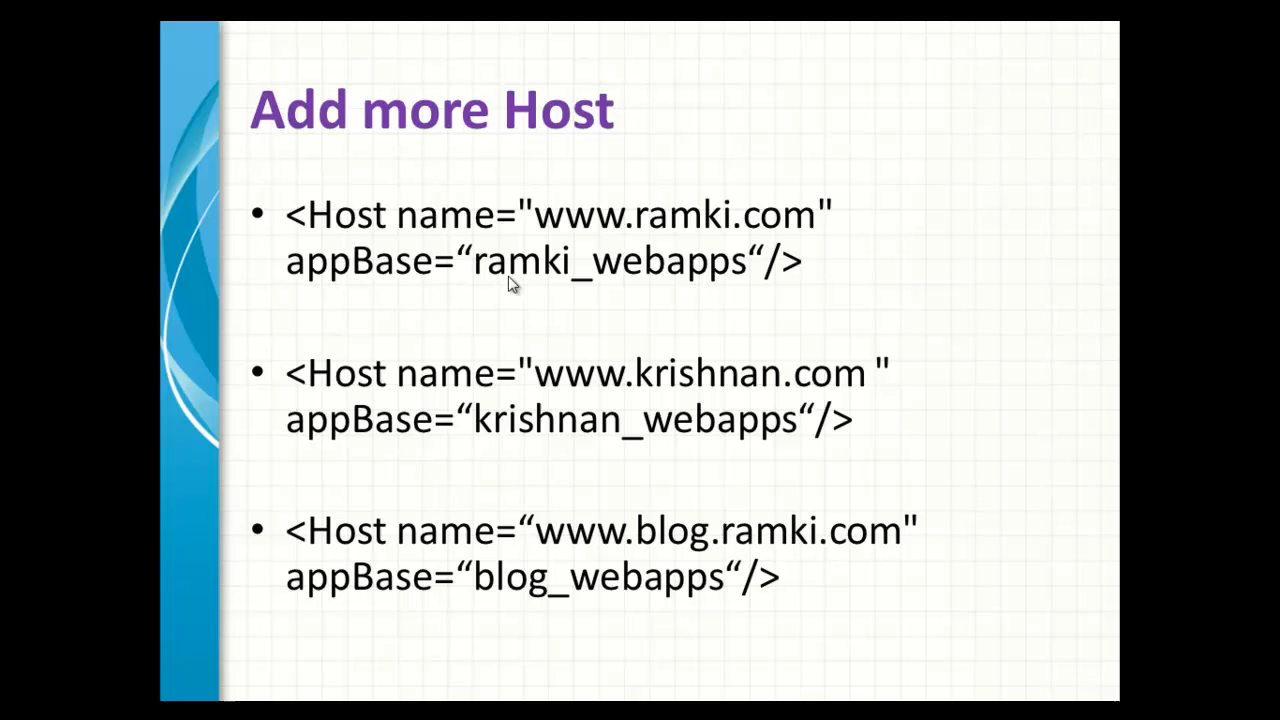 Add more Host
• <Host name="www.ramki.com"
appBase=“ramki_webapps“/>
• <Host name="www.krishnan.com "
appBase=“krishnan_webapps“/>
• <Host name=“www.blog.ramki.com"
appBase=“blog_webapps“/>